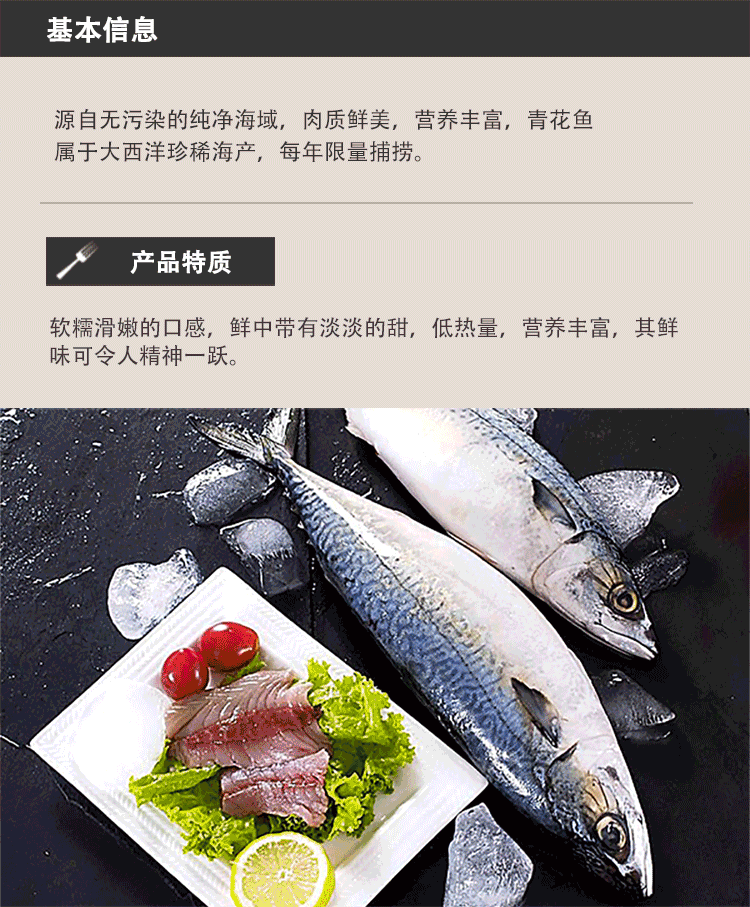 基本信息
源自无污染的纯净海域，肉质鲜美，营养丰富，青花鱼
属于大西洋珍稀海产，每年限量捕捞。
产品特质
软糯滑嫩的口感，鲜中带有淡淡的甜，低热量，营养丰富，其鲜
味可令人精神一跃。